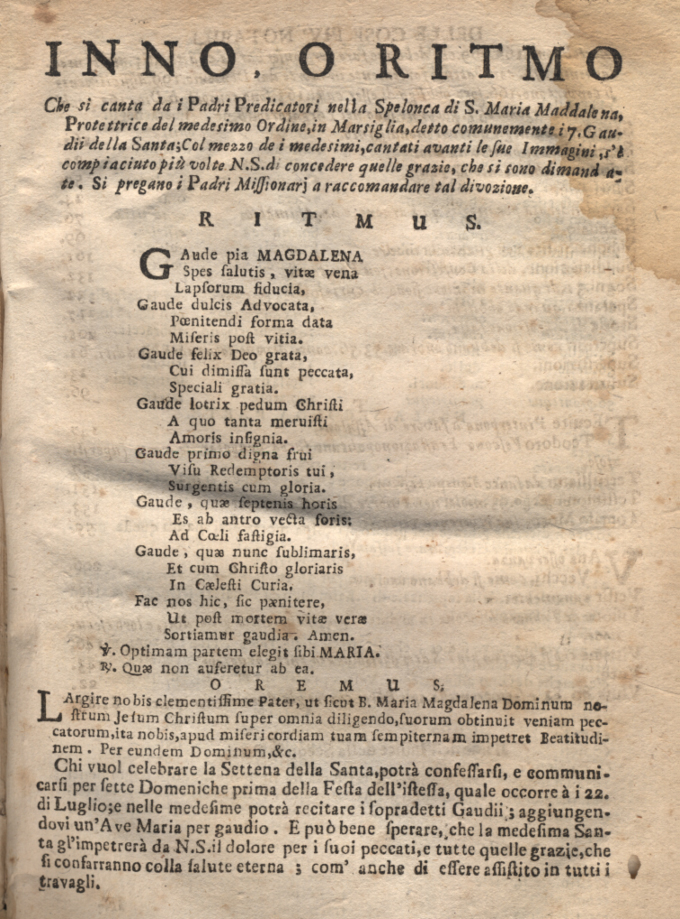 INNO, O RITMO
Che si canta da i Padri Predicatori nella Spelonca di S. Maria Maddalena,
Protettrice del medesimo Ordine, in Marsiglia, detto comunemente i 7. Gau-
dii della Santa; Col mezzo de i medesimi, cantati avanti le sue Immagini, s'è
compiaciuto più volte N.S. di concedere quelle grazie, che si sono dimanda-
te. Si pregano i Padri Miſſionarj a raccomandare tal divozione.
RITMUS.
GAude pia MAGDALENA
Spes ſalutis, vitæ vena
Lapſorum fiducia,
Gaude dulcis Advocata,
Pœnitendi forma data
Miſeris poſt vitia.
Gaude felix Deo grata,
Cui dimiſſa ſunt peccata,
Speciali gratia.
Gaude lotrix pedum Chriſti
A quo tanta meruiſti
Amoris inſignia.
Gaude primo digna frui
Viſu Redemptoris tui,
Surgentis cum gloria.
Gaude, quæ ſeptenis horis
Es ab antro vecta foris:
Ad Cœli faſtigia.
Gaude, quæ nunc ſublimaris,
Et cum Chriſto gloriaris
In Cæleſti Curia.
Fac nos hic, ſic pænitere,
Ut poſt mortem vitæ veræ
Sortiamur gaudia. Amen.
℣. Optimam partem elegit ſibi MARIA.
℟. Quæ non auferetur ab ea.
OREMUS.
LArgire nobis clementiſſime Pater, ut ſicut B. Maria Magdalena Dominum no-
ſtrum Jeſum Chriſtum ſuper omnia diligendo, ſuorum obtinuit veniam pec-
catorum, ita nobis, apud miſericordiam tuam ſempiternam impetret Beatitudi-
nem. Per eundem Dominum, &c.
Chi vuol celebrare la Settena della Santa, potrà confeſſarſi, e communi-
carſi per ſette Domeniche prima della Feſta dell'iſteſſa, quale occorre à i 22.
di Luglio; e nelle medeſime potrà recitare i ſopradetti Gaudii; aggiungen-
dovi un'Ave Maria per gaudio. E può bene ſperare, che la medeſima San-
ta gl'impetrerà da N.S. il dolore per i ſuoi peccati, e tutte quelle grazie, che
ſi confarranno colla ſalute eterna; com' anche di eſſere aſſiſtito in tutti i
travagli.